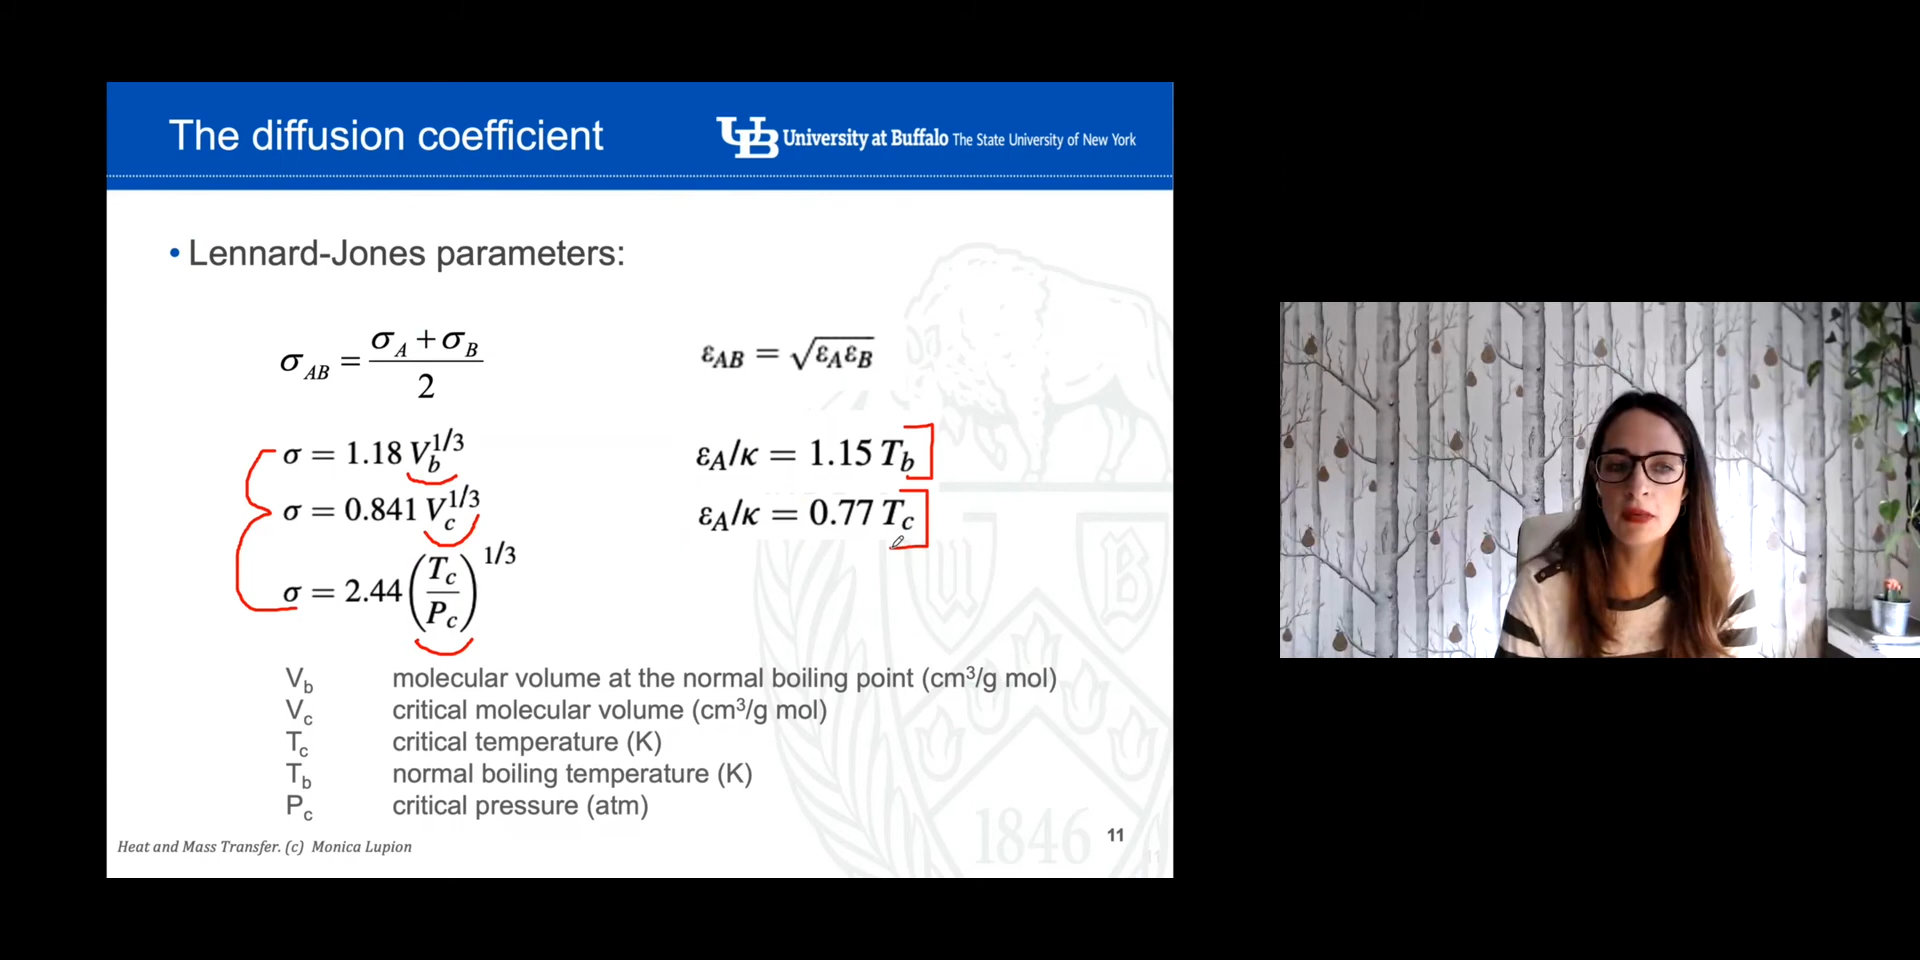 The diffusion coefficient
UB University at Buffalo The State University of New York
• Lennard-Jones parameters:
σ_AB = (σ_A + σ_B) / 2
ε_AB = √(ε_Aε_B)
σ = 1.18 V_b^1/3
ε_A/κ = 1.15 T_b
σ = 0.841 V_c^1/3
ε_A/κ = 0.77 T_c
σ = 2.44 (T_c / P_c)^1/3
V_b molecular volume at the normal boiling point (cm³/g mol)
V_c critical molecular volume (cm³/g mol)
T_c critical temperature (K)
T_b normal boiling temperature (K)
P_c critical pressure (atm)
U B
1846
Heat and Mass Transfer. (c) Monica Lupion
11
11